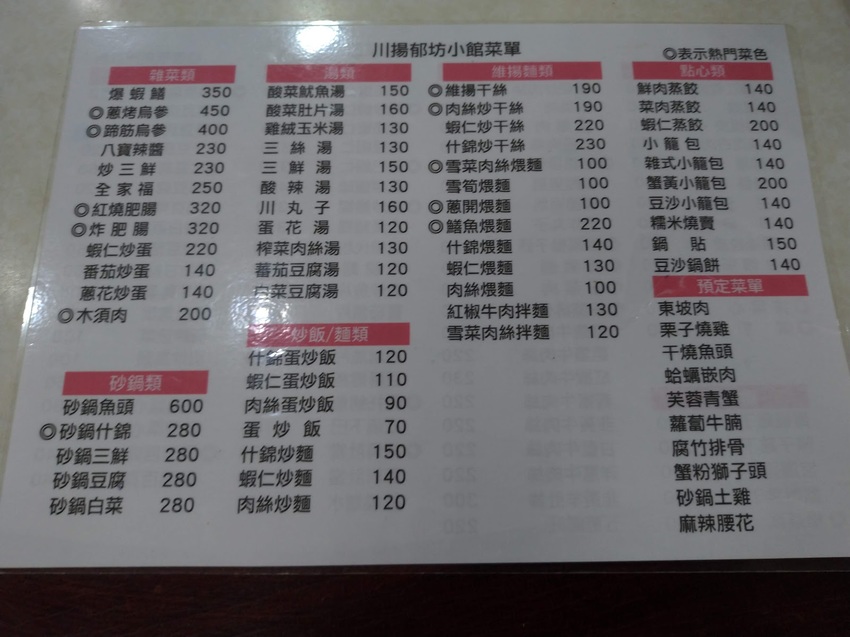 川揚郁坊小館菜單
◎表示熱門菜色
雜菜類
爆蝦鱔 350
◎蔥烤烏參 450
◎蹄筋烏參 400
八寶辣醬 230
炒三鮮 230
全家福 250
◎紅燒肥腸 320
◎炸肥腸 320
蝦仁炒蛋 220
番茄炒蛋 140
蔥花炒蛋 140
◎木須肉 200
砂鍋類
砂鍋魚頭 600
◎砂鍋什錦 280
砂鍋三鮮 280
砂鍋豆腐 280
砂鍋白菜 280
湯類
酸菜魷魚湯 150
酸菜肚片湯 160
雞絨玉米湯 130
三絲湯 130
三鮮湯 150
酸辣湯 130
川丸子 160
蛋花湯 120
榨菜肉絲湯 130
蕃茄豆腐湯 120
白菜豆腐湯 120
炒飯/麵類
什錦蛋炒飯 120
蝦仁蛋炒飯 110
肉絲蛋炒飯 90
蛋炒飯 70
什錦炒麵 150
蝦仁炒麵 140
肉絲炒麵 120
維揚麵類
◎維揚干絲 190
◎肉絲炒干絲 190
蝦仁炒干絲 220
什錦炒干絲 230
◎雪菜肉絲煨麵 100
雪筍煨麵 100
◎蔥開煨麵 100
◎鱔魚煨麵 220
什錦煨麵 140
蝦仁煨麵 130
肉絲煨麵 100
紅椒牛肉拌麵 130
雪菜肉絲拌麵 120
點心類
鮮肉蒸餃 140
菜肉蒸餃 140
蝦仁蒸餃 200
小籠包 140
雜式小籠包 140
蟹黃小籠包 200
豆沙小籠包 140
糯米燒賣 140
鍋貼 150
豆沙鍋餅 140
預定菜單
東坡肉
栗子燒雞
干燒魚頭
蛤蠣嵌肉
芙蓉青蟹
蘿蔔牛腩
腐竹排骨
蟹粉獅子頭
砂鍋土雞
麻辣腰花